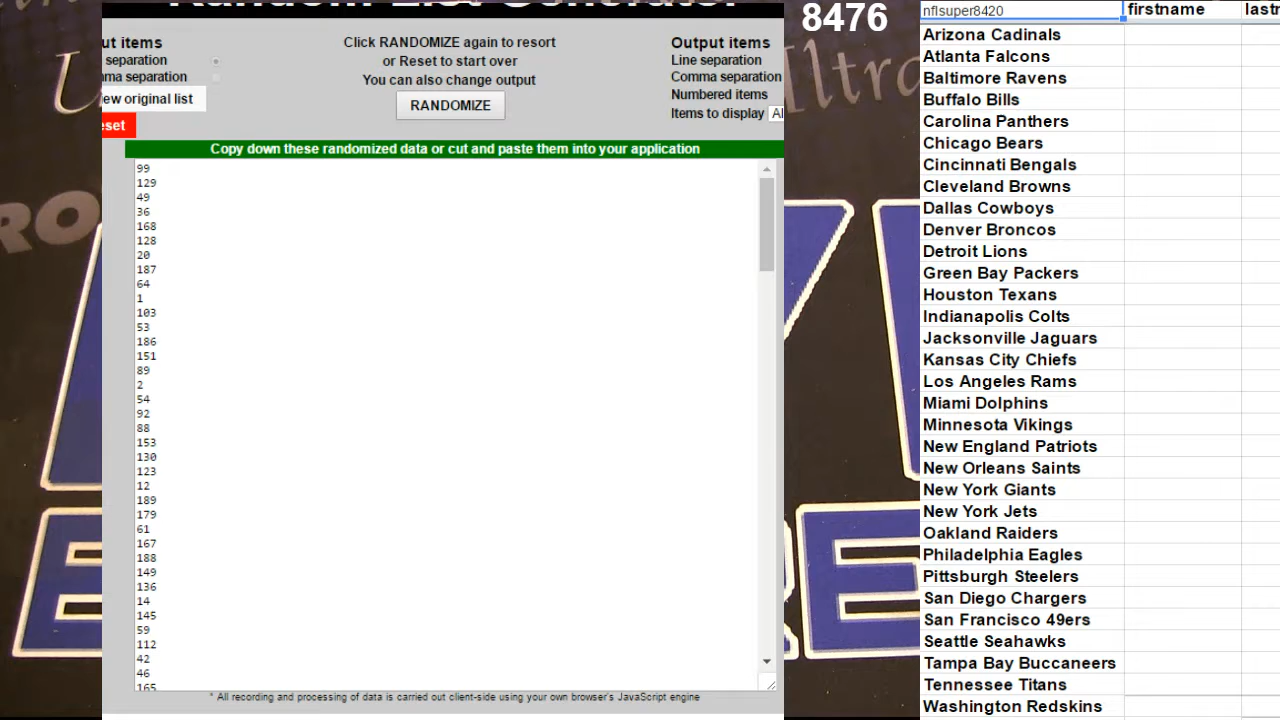 8476
ut items
separation
mma separation
ew original list
eset
Click RANDOMIZE again to resort
or Reset to start over
You can also change output
RANDOMIZE
Output items
Line separation
Comma separation
Numbered items
Items to display
Copy down these randomized data or cut and paste them into your application
99
129
49
36
168
128
20
187
64
1
103
53
186
151
89
2
54
92
88
153
130
123
12
189
179
61
167
188
149
136
14
145
59
112
42
46
165
* All recording and processing of data is carried out client-side using your own browser's JavaScript engine
nflsuper8420 firstname lastr
Arizona Cadinals
Atlanta Falcons
Baltimore Ravens
Buffalo Bills
Carolina Panthers
Chicago Bears
Cincinnati Bengals
Cleveland Browns
Dallas Cowboys
Denver Broncos
Detroit Lions
Green Bay Packers
Houston Texans
Indianapolis Colts
Jacksonville Jaguars
Kansas City Chiefs
Los Angeles Rams
Miami Dolphins
Minnesota Vikings
New England Patriots
New Orleans Saints
New York Giants
New York Jets
Oakland Raiders
Philadelphia Eagles
Pittsburgh Steelers
San Diego Chargers
San Francisco 49ers
Seattle Seahawks
Tampa Bay Buccaneers
Tennessee Titans
Washington Redskins